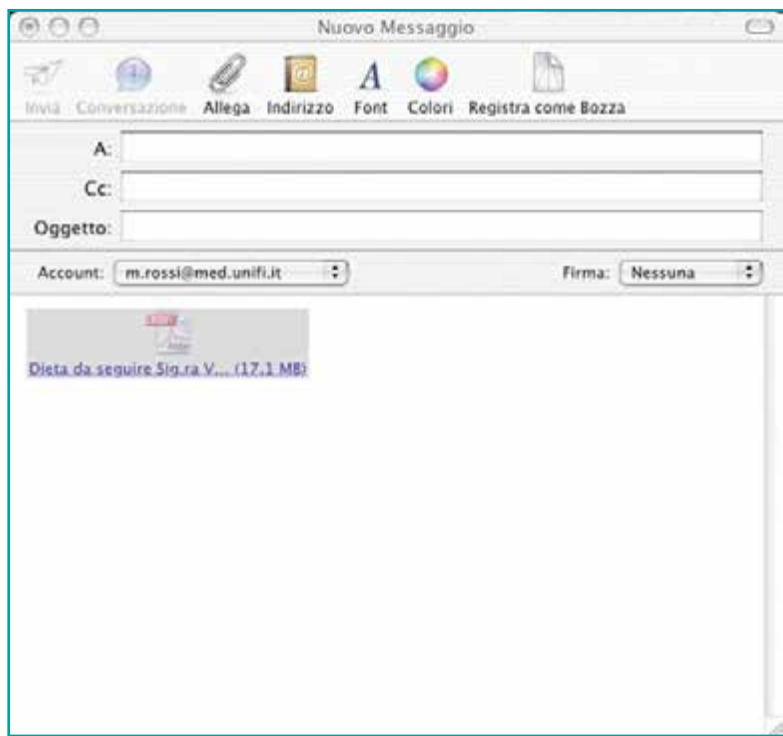 Nuovo Messaggio
Invia Conversazione Allega Indirizzo Font Colori Registra come Bozza
A:
Cc:
Oggetto:
Account: m.rossi@med.unifi.it Firma: Nessuna
Dieta da seguire Sig.ra V... (17,1 MB)